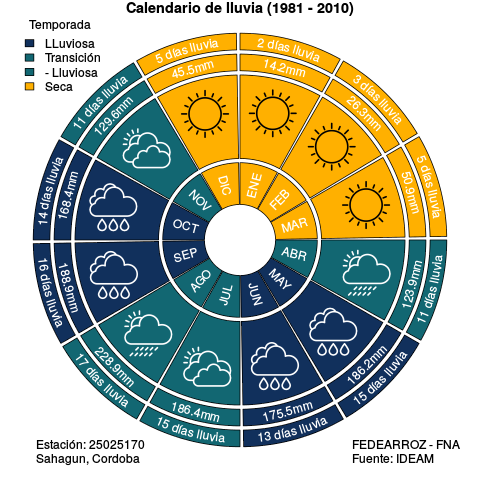 Calendario de lluvia (1981 - 2010)
Temporada
LLuviosa
Transición
- Lluviosa
Seca
2 días lluvia
14.2mm
ENE
3 días lluvia
26.3mm
FEB
5 días lluvia
50.9mm
MAR
11 días lluvia
123.9mm
ABR
15 días lluvia
186.2mm
MAY
13 días lluvia
175.5mm
JUN
15 días lluvia
186.4mm
JUL
17 días lluvia
228.9mm
AGO
16 días lluvia
188.9mm
SEP
14 días lluvia
168.4mm
OCT
11 días lluvia
129.6mm
NOV
5 días lluvia
45.5mm
DIC
Estación: 25025170
Sahagun, Cordoba
FEDEARROZ - FNA
Fuente: IDEAM